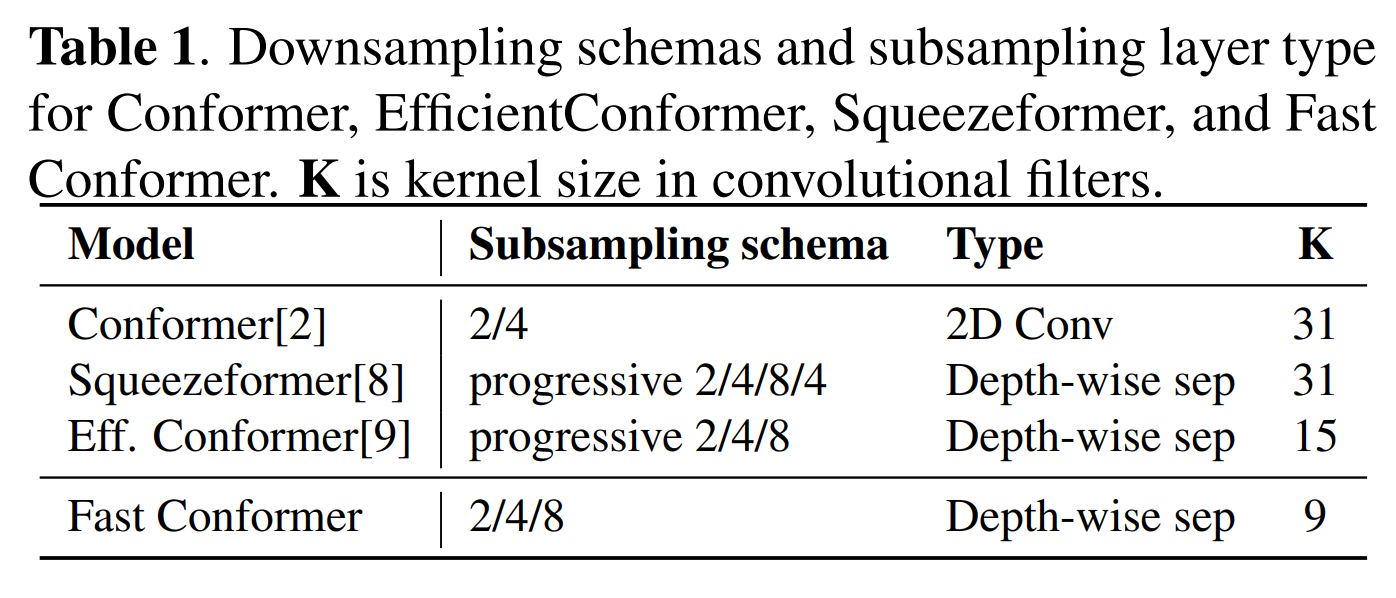 Table 1. Downsampling schemas and subsampling layer type
for Conformer, EfficientConformer, Squeezeformer, and Fast
Conformer. K is kernel size in convolutional filters.
Model Subsampling schema Type K
Conformer[2] 2/4 2D Conv 31
Squeezeformer[8] progressive 2/4/8/4 Depth-wise sep 31
Eff. Conformer[9] progressive 2/4/8 Depth-wise sep 15
Fast Conformer 2/4/8 Depth-wise sep 9